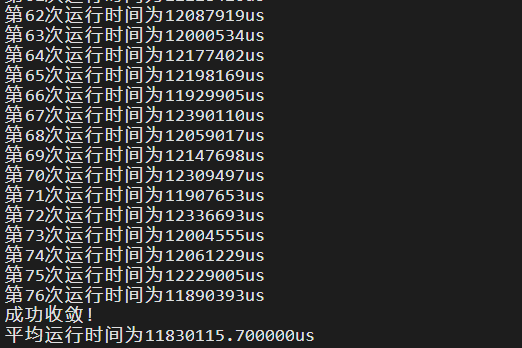 第62次运行时间为12087919us
第63次运行时间为12000534us
第64次运行时间为12177402us
第65次运行时间为12198169us
第66次运行时间为11929905us
第67次运行时间为12390110us
第68次运行时间为12059017us
第69次运行时间为12147698us
第70次运行时间为12309497us
第71次运行时间为11907653us
第72次运行时间为12336693us
第73次运行时间为12004555us
第74次运行时间为12061229us
第75次运行时间为12229005us
第76次运行时间为11890393us
成功收敛!
平均运行时间为11830115.700000us